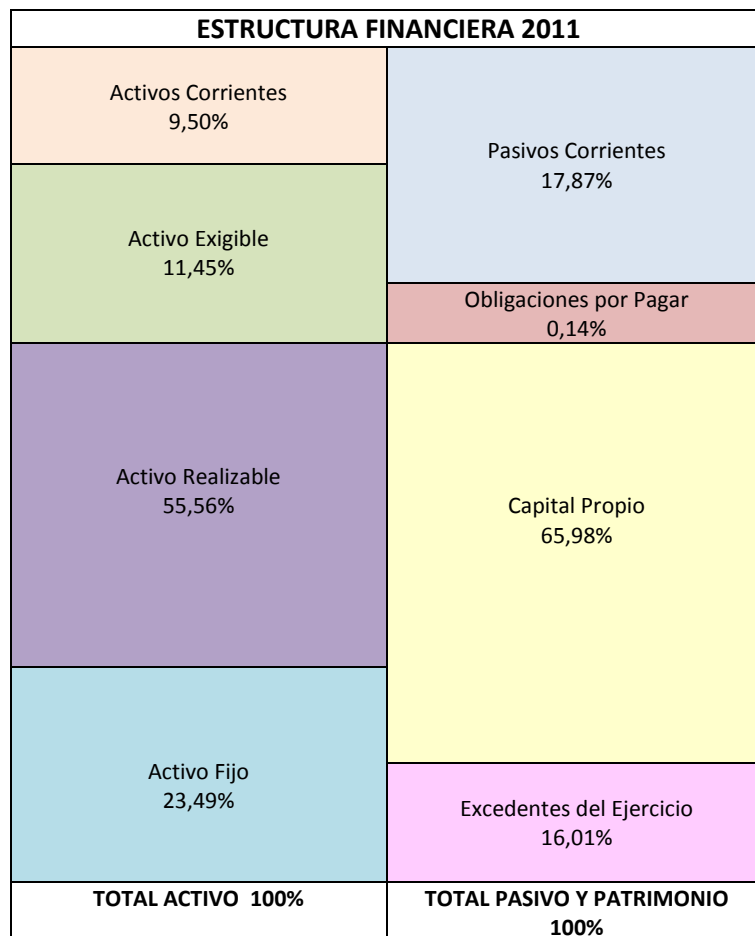 ESTRUCTURA FINANCIERA 2011
Activos Corrientes
9,50%
Activo Exigible
11,45%
Activo Realizable
55,56%
Activo Fijo
23,49%
TOTAL ACTIVO 100%
Pasivos Corrientes
17,87%
Obligaciones por Pagar
0,14%
Capital Propio
65,98%
Excedentes del Ejercicio
16,01%
TOTAL PASIVO Y PATRIMONIO
100%